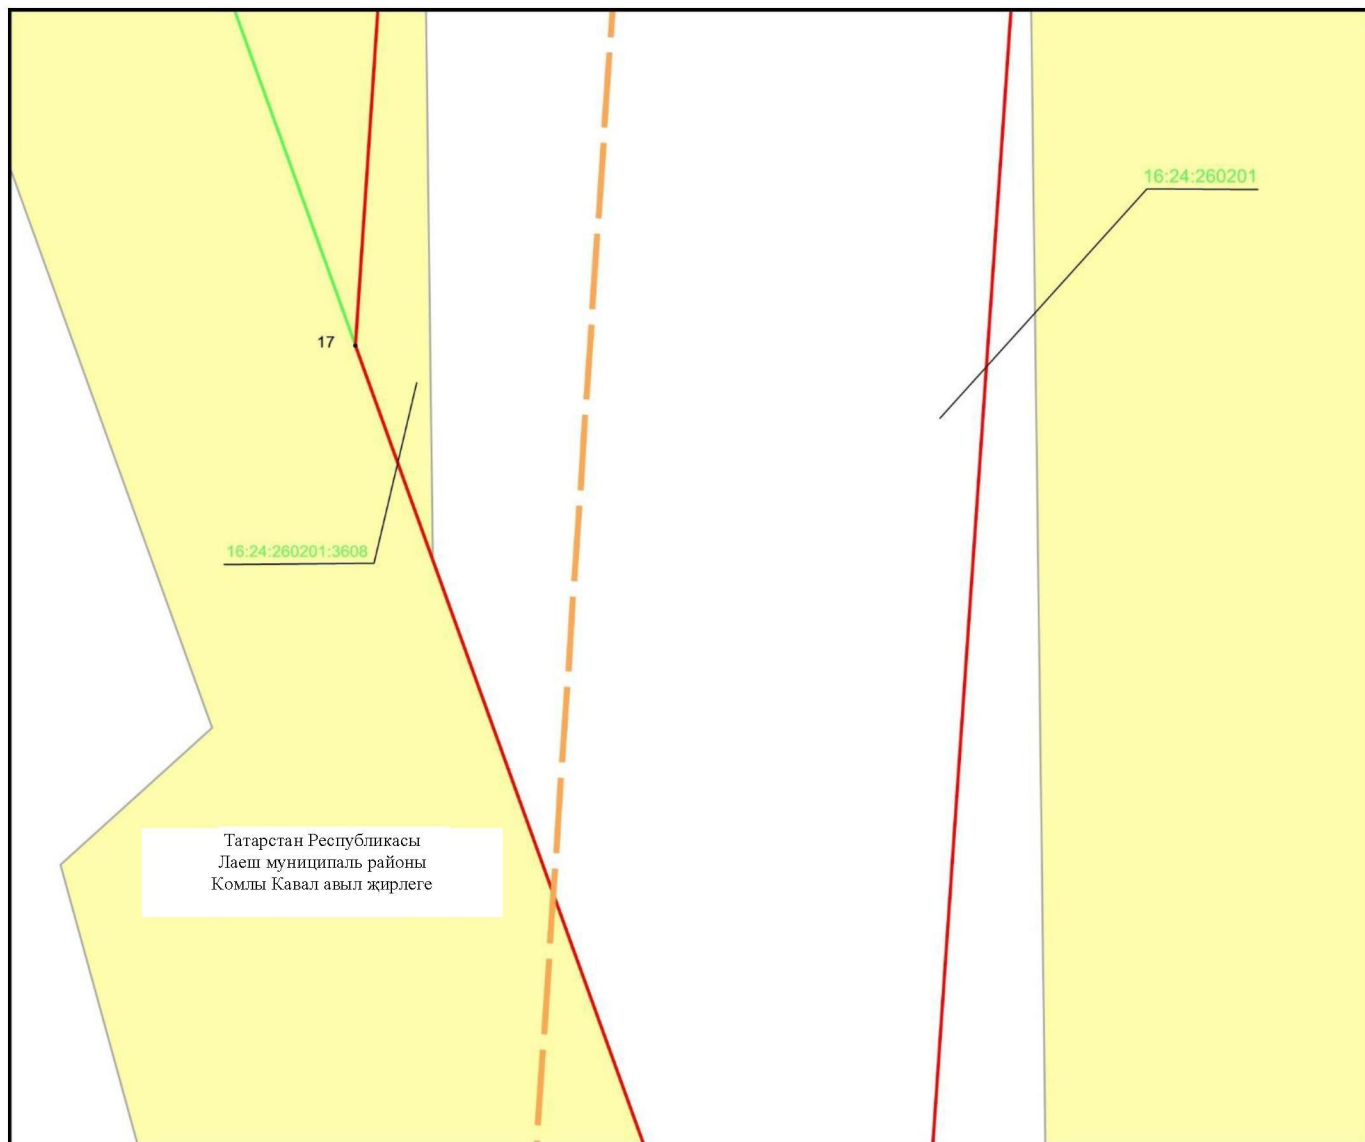 16:24:260201
17
16:24:260201:3608
Татарстан Республикасы
Лаеш муниципаль районы
Комлы Кавал авыл җирлеге